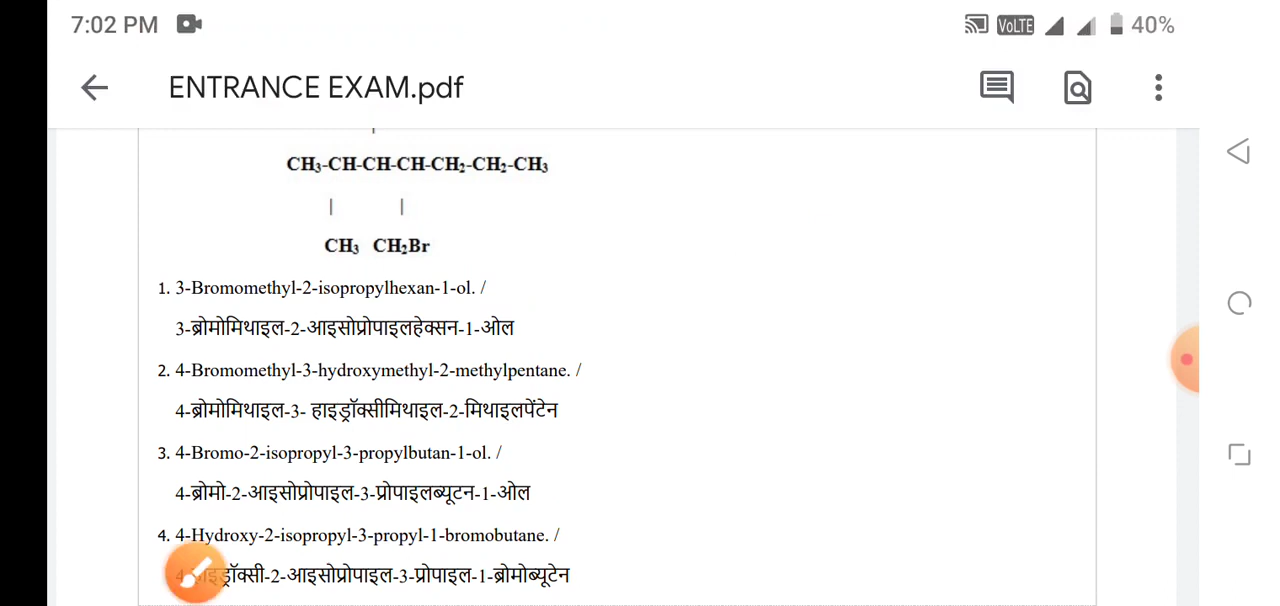 7:02 PM
VoLTE 40%
ENTRANCE EXAM.pdf
CH₃-CH-CH-CH-CH₂-CH₂-CH₃
| |
CH₃ CH₂Br
1. 3-Bromomethyl-2-isopropylhexan-1-ol. /
3-ब्रोमोमिथाइल-2-आइसोप्रोपाइलहेक्सन-1-ओल
2. 4-Bromomethyl-3-hydroxymethyl-2-methylpentane. /
4-ब्रोमोमिथाइल-3- हाइड्रॉक्सीमिथाइल-2-मिथाइलपेंटेन
3. 4-Bromo-2-isopropyl-3-propylbutan-1-ol. /
4-ब्रोमो-2-आइसोप्रोपाइल-3-प्रोपाइलब्यूटन-1-ओल
4. 4-Hydroxy-2-isopropyl-3-propyl-1-bromobutane. /
4-हाइड्रॉक्सी-2-आइसोप्रोपाइल-3-प्रोपाइल-1-ब्रोमोब्यूटेन